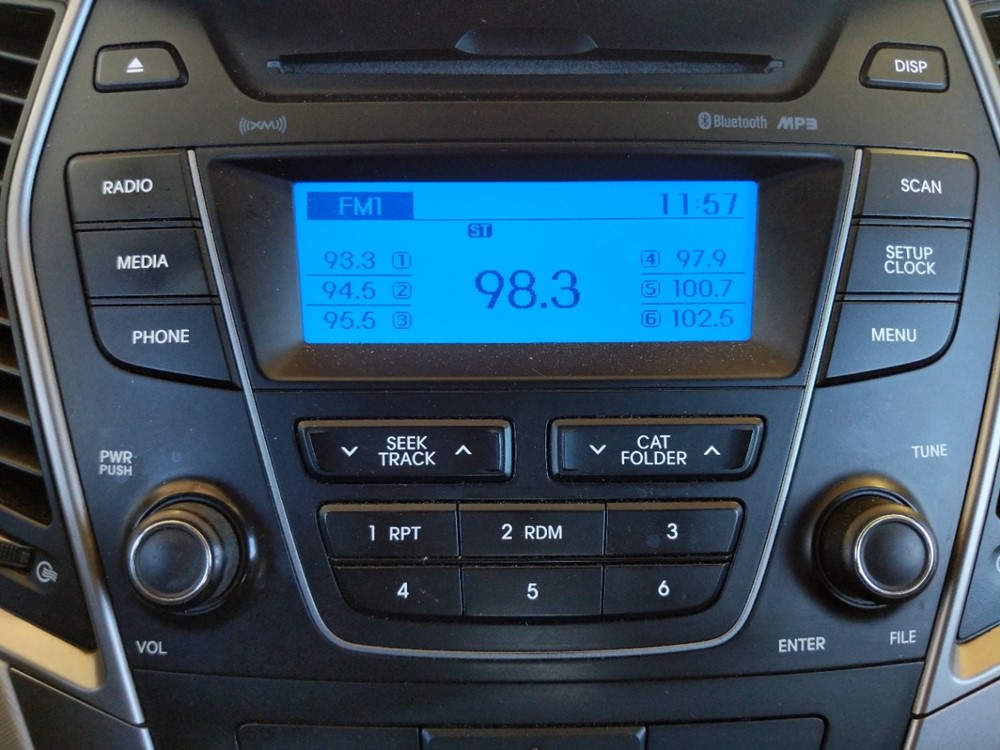 DISP
((XM))
Bluetooth MP3
RADIO
MEDIA
PHONE
FM1 11:57
ST
93.3 1
94.5 2
95.5 3
98.3
4 97.9
5 100.7
6 102.5
SCAN
SETUP
CLOCK
MENU
SEEK
TRACK
CAT
FOLDER
PWR
PUSH
TUNE
1 RPT
2 RDM
3
4
5
6
VOL
ENTER
FILE